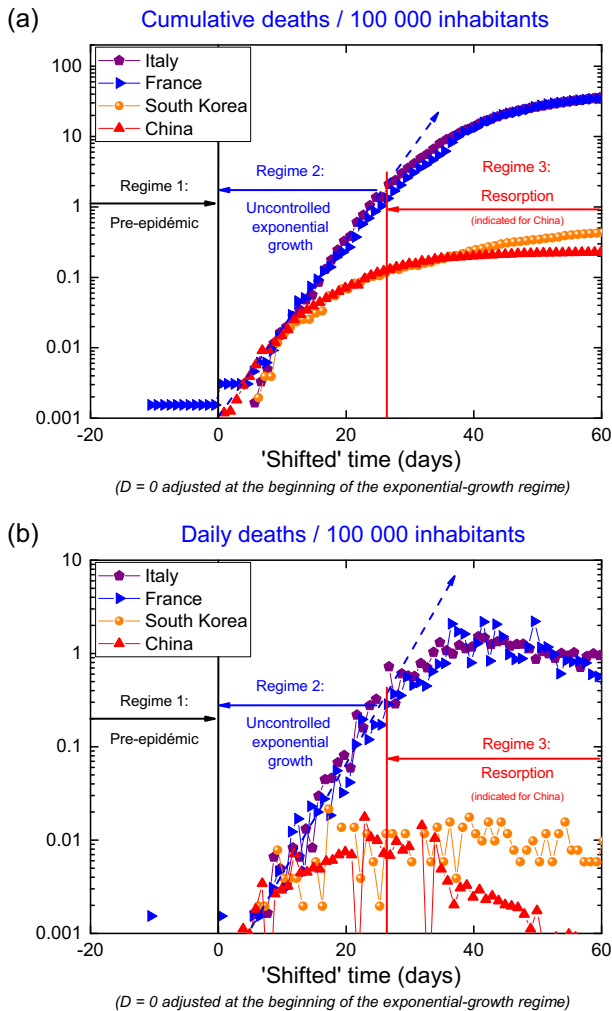 (a)
Cumulative deaths / 100 000 inhabitants
100
10
1
0.1
0.01
0.001
Italy
France
South Korea
China
Regime 1:
Pre-epidémic
Regime 2:
Uncontrolled
exponential
growth
Regime 3:
Resorption
(indicated for China)
-20
0
20
40
60
'Shifted' time (days)
(D = 0 adjusted at the beginning of the exponential-growth regime)
(b)
Daily deaths / 100 000 inhabitants
10
1
0.1
0.01
0.001
Italy
France
South Korea
China
Regime 1:
Pre-epidémic
Regime 2:
Uncontrolled
exponential
growth
Regime 3:
Resorption
(indicated for China)
-20
0
20
40
60
'Shifted' time (days)
(D = 0 adjusted at the beginning of the exponential-growth regime)